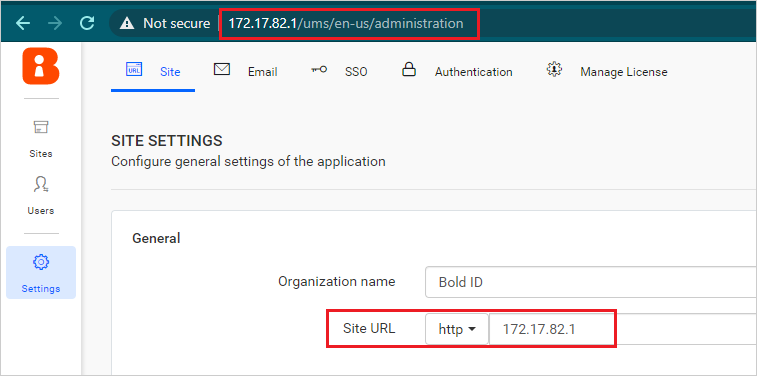 Not secure 172.17.82.1/ums/en-us/administration
URL Site Email SSO Authentication Manage License
Sites
Users
Settings
SITE SETTINGS
Configure general settings of the application
General
Organization name Bold ID
Site URL http 172.17.82.1